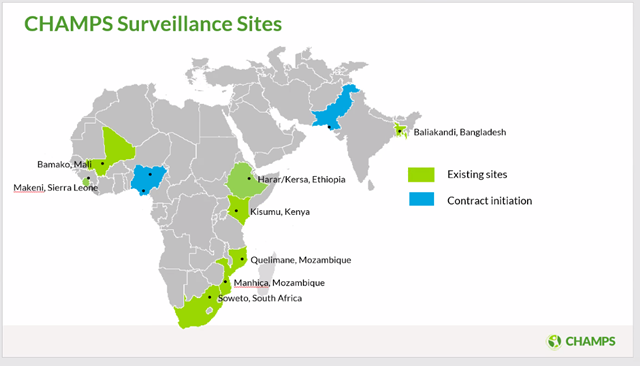 CHAMPS Surveillance Sites
Baliakandi, Bangladesh
Bamako, Mali
Existing sites
Harar/Kersa, Ethiopia
Makeni, Sierra Leone
Contract initiation
Kisumu, Kenya
Quelimane, Mozambique
Manhiça, Mozambique
Soweto, South Africa
CHAMPS